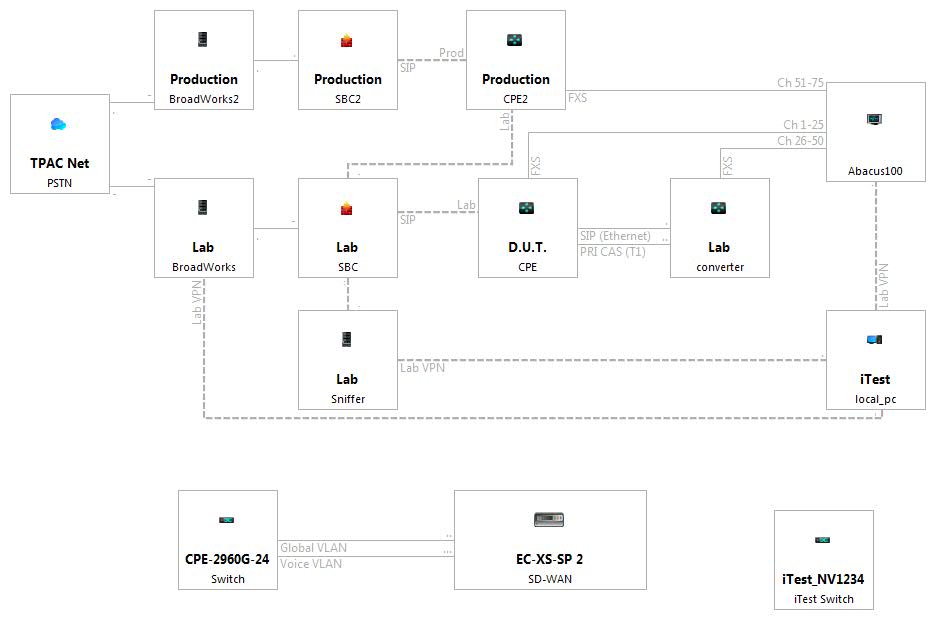 Production
BroadWorks2
Production
SBC2
Prod
SIP
Production
CPE2
Ch 51-75
FXS
Lab
TPAC Net
PSTN
Ch 1-25
Ch 26-50
FXS
FXS
Abacus100
Lab
BroadWorks
Lab
SBC
Lab
SIP
D.U.T.
CPE
SIP (Ethernet)
PRI CAS (T1)
Lab
converter
Lab VPN
Lab VPN
Lab
Sniffer
Lab VPN
iTest
local_pc
CPE-2960G-24
Switch
Global VLAN
Voice VLAN
EC-XS-SP 2
SD-WAN
iTest_NV1234
iTest Switch